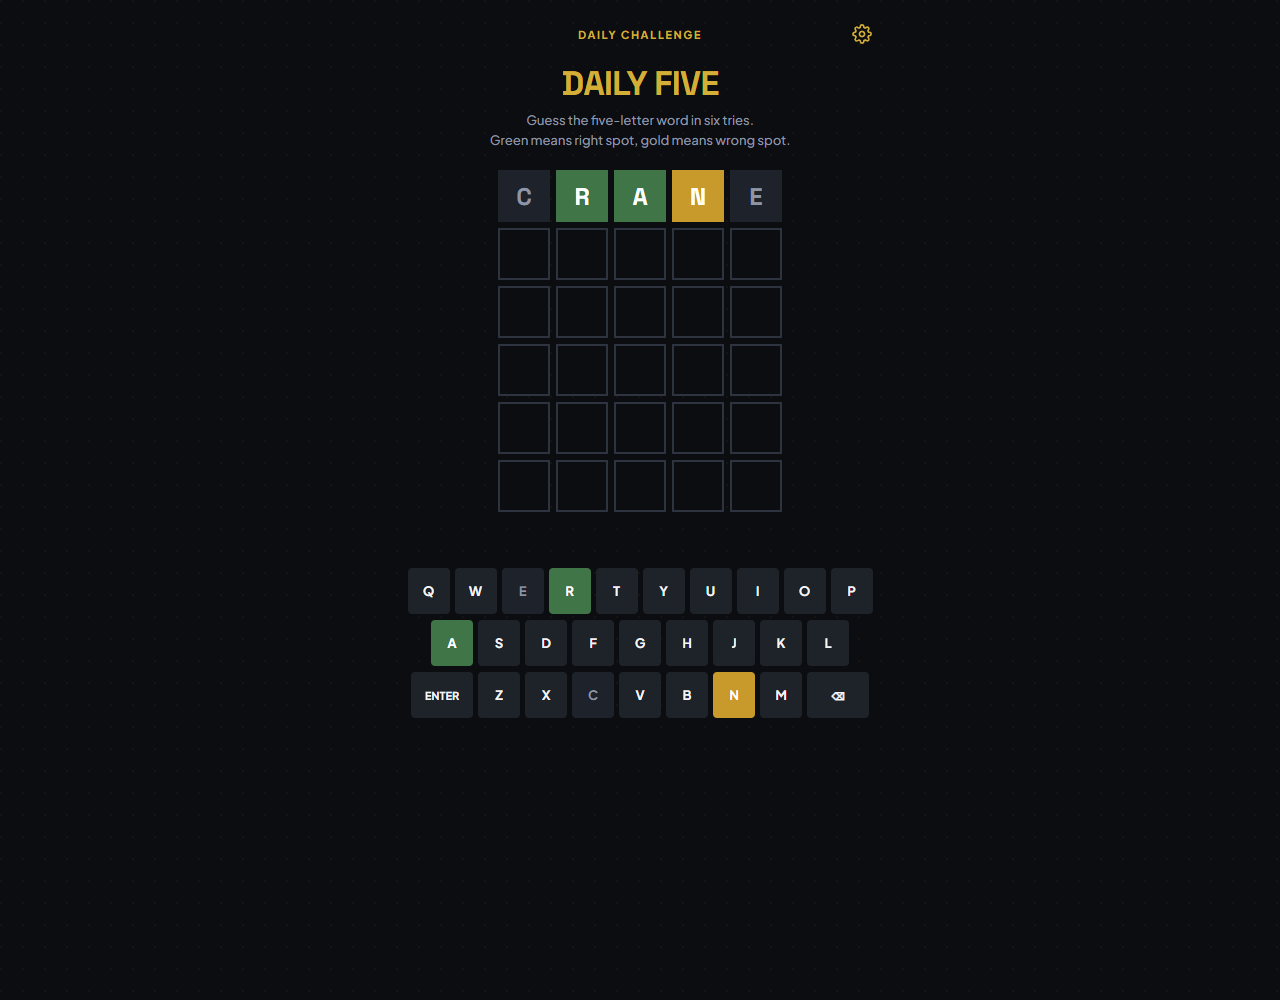 DAILY CHALLENGE
DAILY FIVE
Guess the five-letter word in six tries.
Green means right spot, gold means wrong spot.
C R A N E
Q W E R T Y U I O P
A S D F G H J K L
ENTER Z X C V B N M ⌫